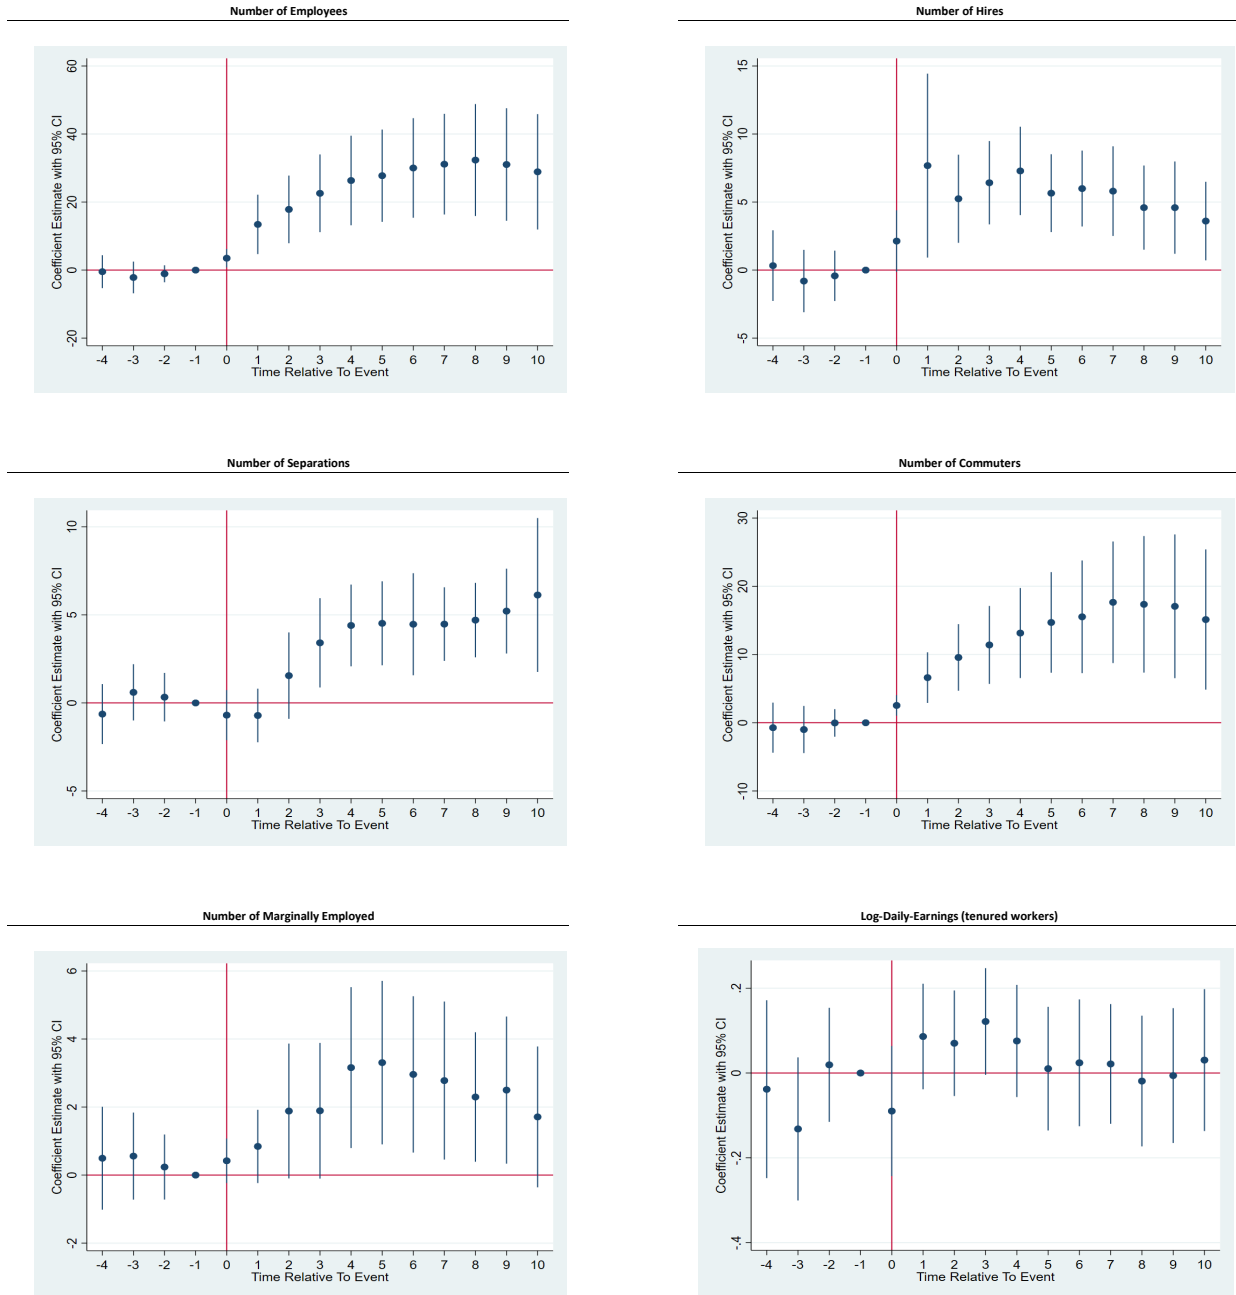 Number of Employees
Coefficient Estimate with 95% CI
60
40
20
0
-20
-4 -3 -2 -1 0 1 2 3 4 5 6 7 8 9 10
Time Relative To Event
Number of Hires
Coefficient Estimate with 95% CI
15
10
5
0
-5
-4 -3 -2 -1 0 1 2 3 4 5 6 7 8 9 10
Time Relative To Event
Number of Separations
Coefficient Estimate with 95% CI
10
5
0
-5
-4 -3 -2 -1 0 1 2 3 4 5 6 7 8 9 10
Time Relative To Event
Number of Commuters
Coefficient Estimate with 95% CI
30
20
10
0
-10
-4 -3 -2 -1 0 1 2 3 4 5 6 7 8 9 10
Time Relative To Event
Number of Marginally Employed
Coefficient Estimate with 95% CI
6
4
2
0
-2
-4 -3 -2 -1 0 1 2 3 4 5 6 7 8 9 10
Time Relative To Event
Log-Daily-Earnings (tenured workers)
Coefficient Estimate with 95% CI
.2
0
-.2
-.4
-4 -3 -2 -1 0 1 2 3 4 5 6 7 8 9 10
Time Relative To Event